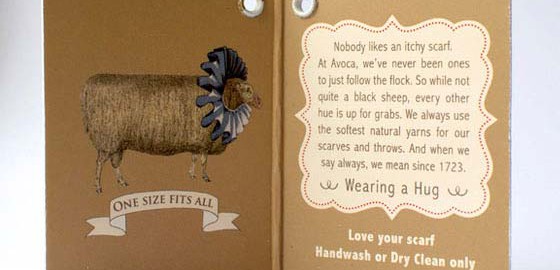 ONE SIZE FITS ALL
Nobody likes an itchy scarf.
At Avoca, we've never been ones
to just follow the flock. So while not
quite a black sheep, every other
hue is up for grabs. We always use
the softest natural yarns for our
scarves and throws. And when we
say always, we mean since 1723.
Wearing a Hug
Love your scarf
Handwash or Dry Clean only